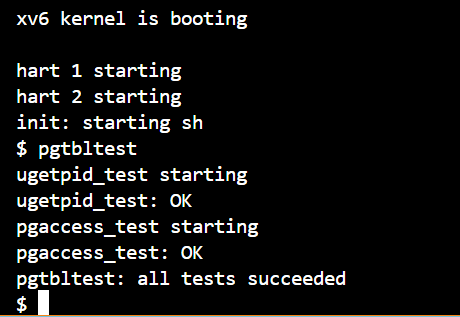 xv6 kernel is booting
hart 1 starting
hart 2 starting
init: starting sh
$ pgtbltest
ugetpid_test starting
ugetpid_test: OK
pgaccess_test starting
pgaccess_test: OK
pgtbltest: all tests succeeded
$